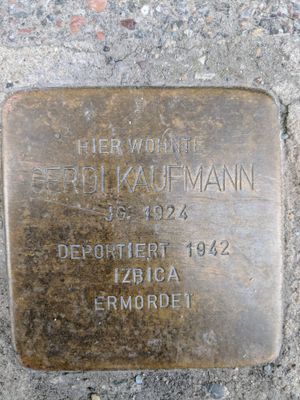 HIER WOHNTE
GERDI KAUFMANN
JG. 1924
DEPORTIERT 1942
IZBICA
ERMORDET